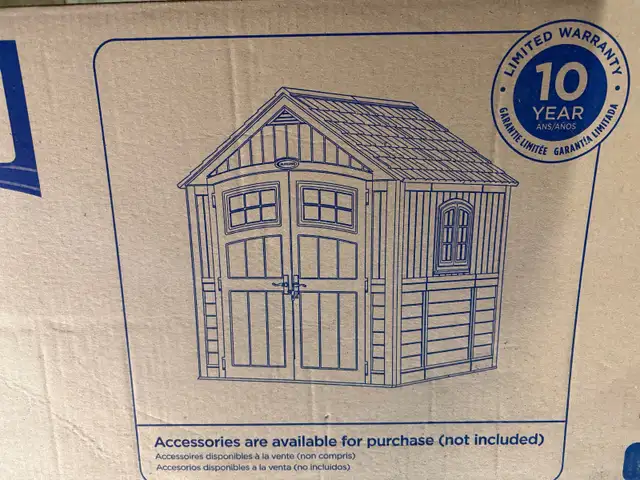 LIMITED WARRANTY
10
YEAR
ANS/AÑOS
GARANTIE LIMITÉE GARANTÍA LIMITADA
Accessories are available for purchase (not included)
Accessoires disponibles à la vente (non compris)
Accesorios disponibles a la venta (no incluidos)